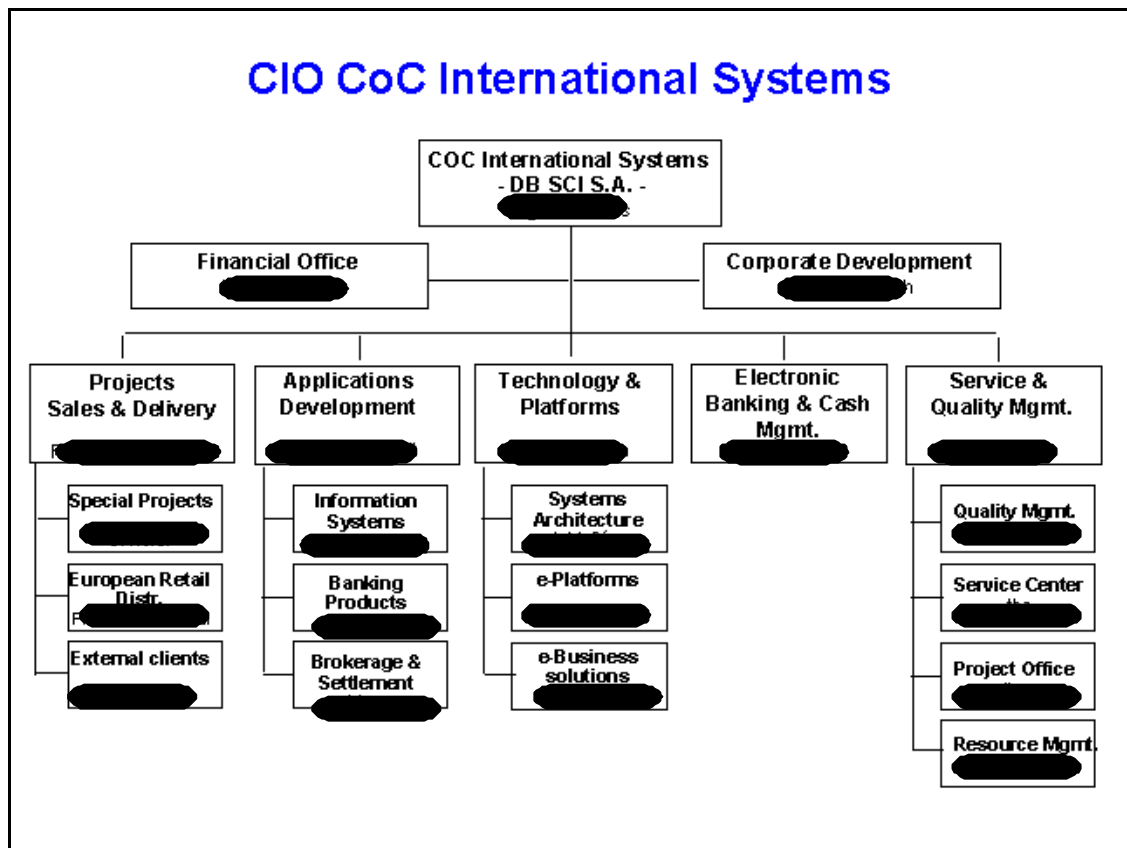 CIO CoC International Systems
COC International Systems
- DB SCI S.A. -
Financial Office
Corporate Development
Projects
Sales & Delivery
Applications
Development
Technology &
Platforms
Electronic
Banking & Cash
Mgmt.
Service &
Quality Mgmt.
Special Projects
European Retail
Distr.
External clients
Information
Systems
Banking
Products
Brokerage &
Settlement
Systems
Architecture
e-Platforms
e-Business
solutions
Quality Mgmt.
Service Center
Project Office
Resource Mgmt.